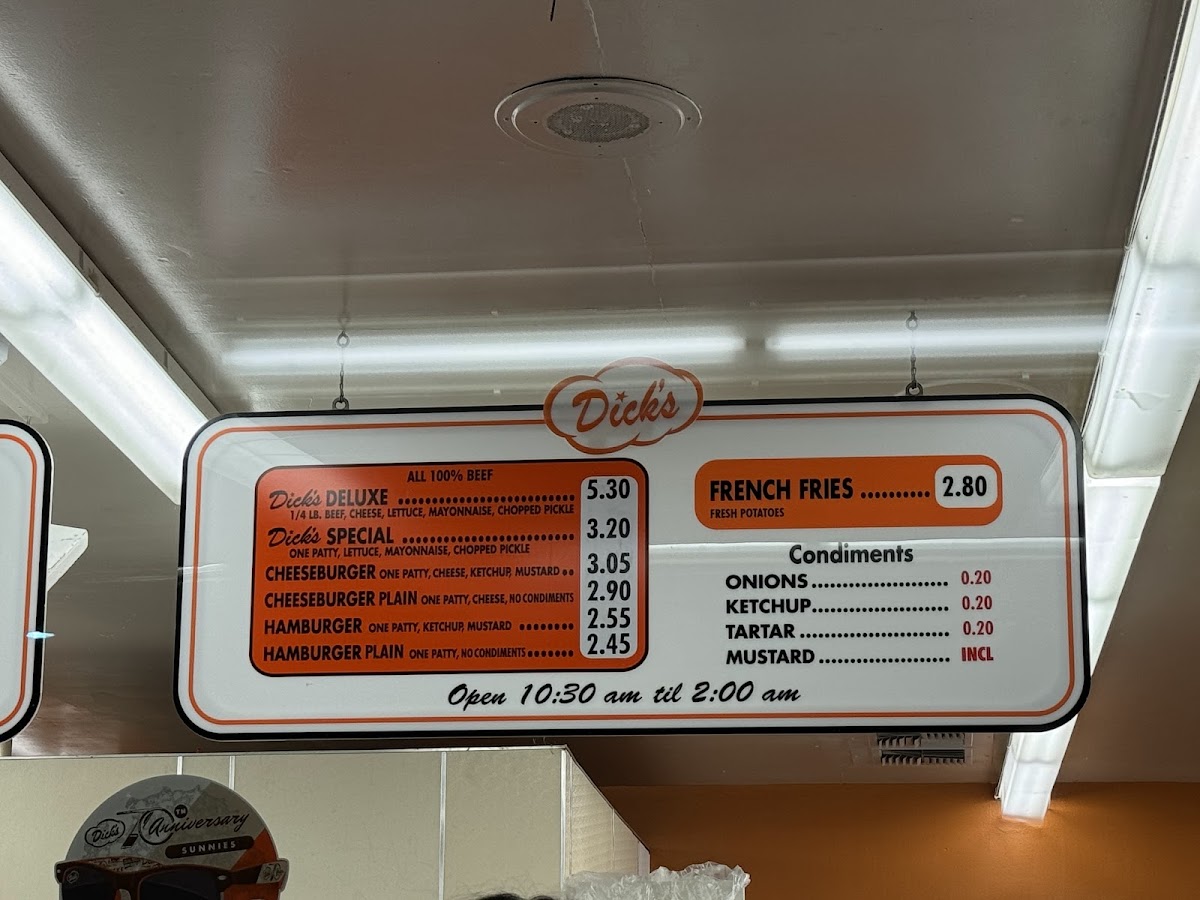 Dick's
ALL 100% BEEF
Dick's DELUXE ........................ 5.30
1/4 LB. BEEF, CHEESE, LETTUCE, MAYONNAISE, CHOPPED PICKLE
Dick's SPECIAL ........................ 3.20
ONE PATTY, LETTUCE, MAYONNAISE, CHOPPED PICKLE
CHEESEBURGER ONE PATTY, CHEESE, KETCHUP, MUSTARD .. 3.05
CHEESEBURGER PLAIN ONE PATTY, CHEESE, NO CONDIMENTS 2.90
HAMBURGER ONE PATTY, KETCHUP, MUSTARD ........ 2.55
HAMBURGER PLAIN ONE PATTY, NO CONDIMENTS ....... 2.45
FRENCH FRIES ........... 2.80
FRESH POTATOES
Condiments
ONIONS ...................... 0.20
KETCHUP ...................... 0.20
TARTAR ........................ 0.20
MUSTARD ..................... INCL
Open 10:30 am til 2:00 am
Dick's 70 TM Anniversary
SUNNIES